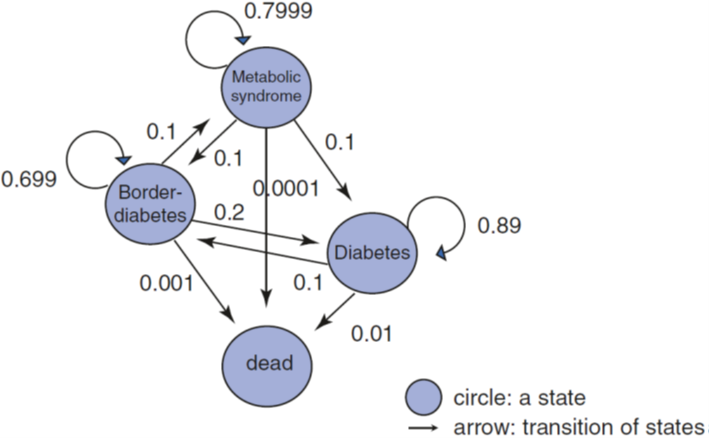 0.7999
Metabolic
syndrome
0.1
0.1
0.1
0.699
0.0001
Border-
diabetes
0.2
0.89
Diabetes
0.001
0.1
0.01
dead
circle: a state
arrow: transition of states